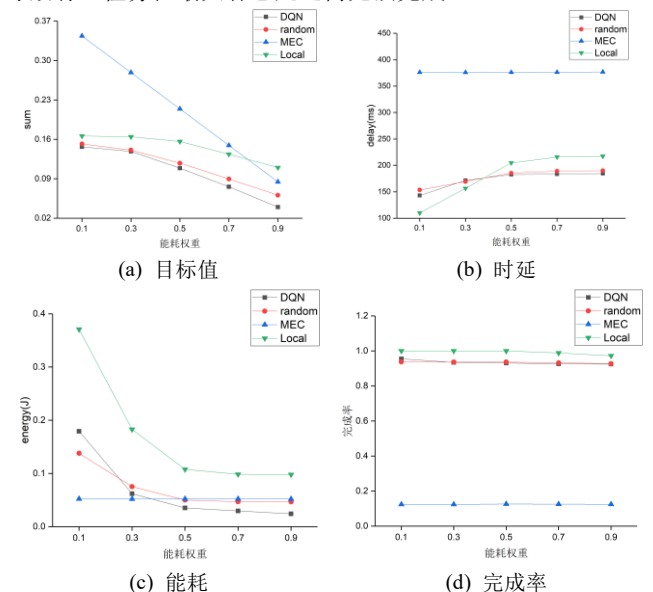 DQN
random
MEC
Local
0.37
0.30
0.23
0.16
0.09
0.02
sum
0.1 0.3 0.5 0.7 0.9
能耗权重
(a) 目标值
DQN
random
MEC
Local
450
400
350
300
250
200
150
100
delay(ms)
0.1 0.3 0.5 0.7 0.9
能耗权重
(b) 时延
DQN
random
MEC
Local
0.4
0.3
0.2
0.1
0.0
energy(J)
0.1 0.3 0.5 0.7 0.9
能耗权重
(c) 能耗
DQN
random
MEC
Local
1.2
1.0
0.8
0.6
0.4
0.2
0.0
完成率
0.1 0.3 0.5 0.7 0.9
能耗权重
(d) 完成率